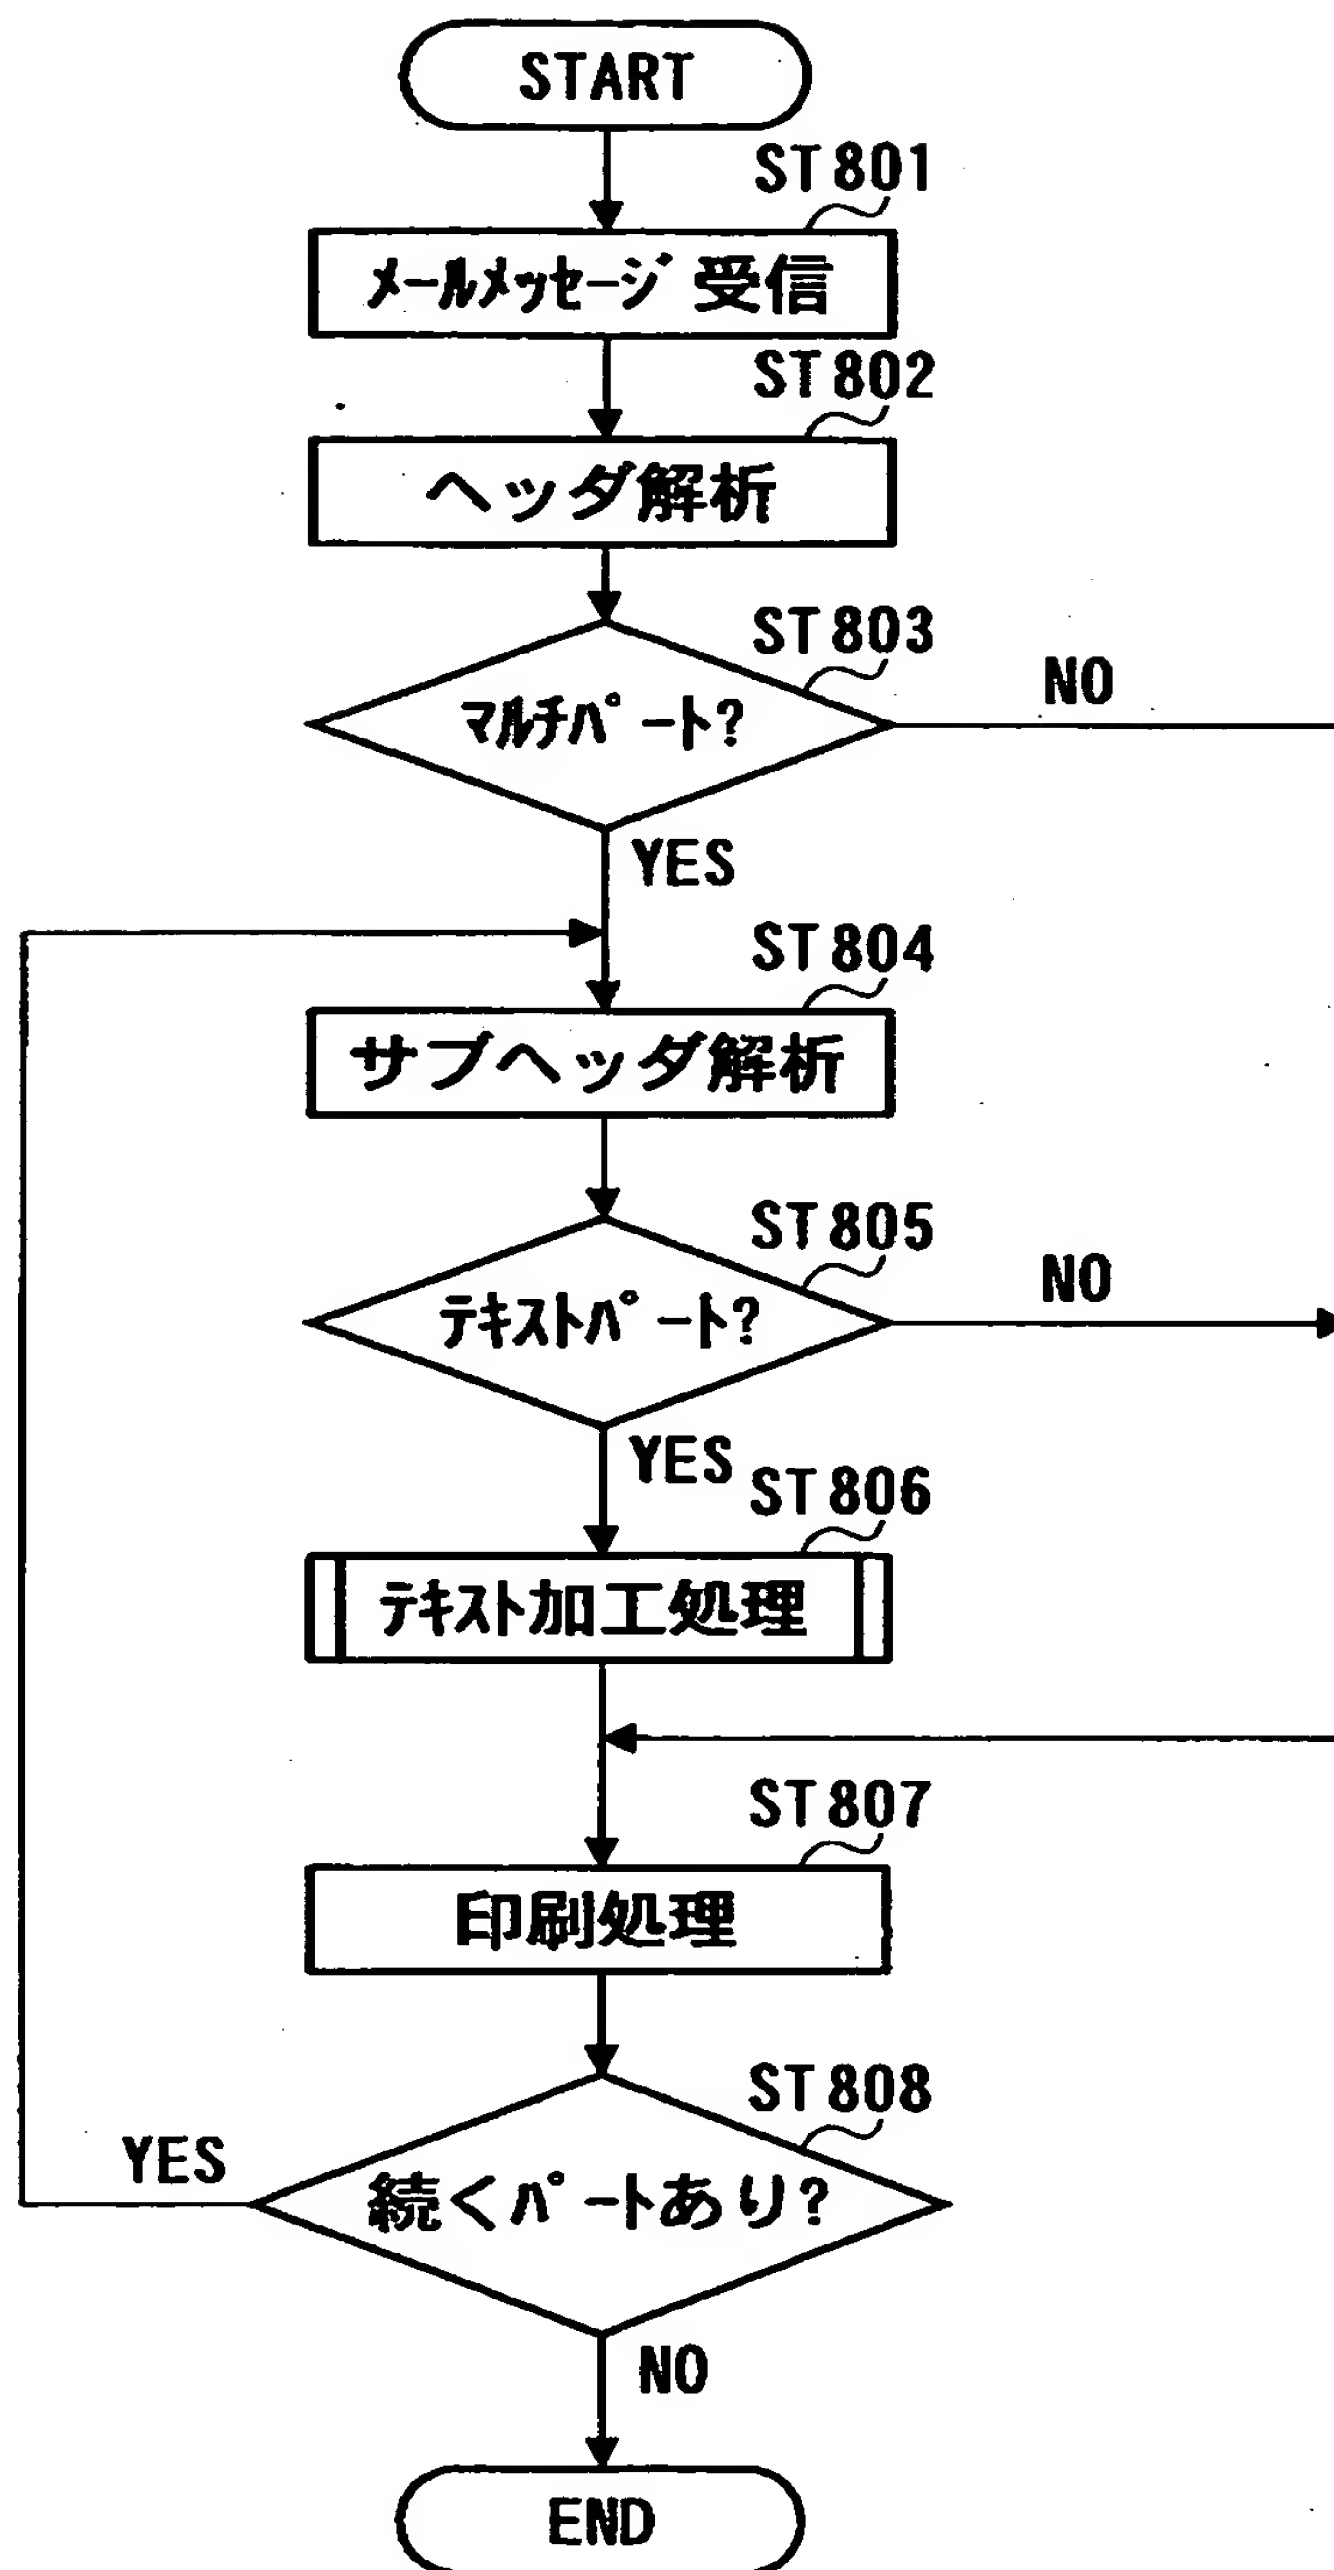 START
ST801
ﾒｰﾙﾒｯｾｰｼﾞ 受信
ST802
ヘッダ解析
ST803
NO
ﾏﾙﾁﾊﾟｰﾄ?
YES
ST804
サブヘッダ解析
ST805
NO
ﾃｷｽﾄﾊﾟｰﾄ?
YES
ST806
ﾃｷｽﾄ加工処理
ST807
印刷処理
ST808
YES
続くﾊﾟｰﾄあり?
NO
END